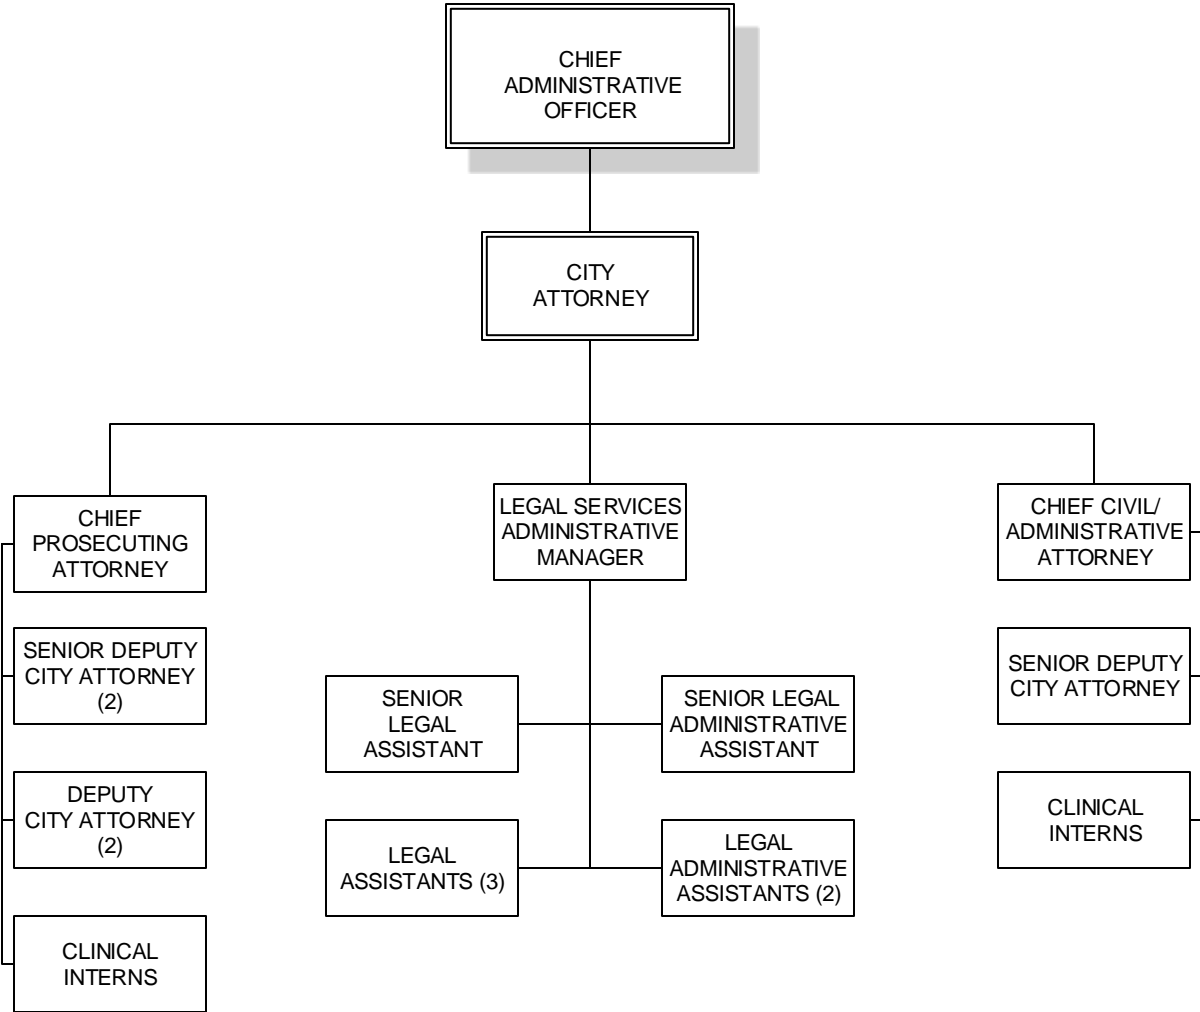 CHIEF
ADMINISTRATIVE
OFFICER
CITY
ATTORNEY
CHIEF
PROSECUTING
ATTORNEY
LEGAL SERVICES
ADMINISTRATIVE
MANAGER
CHIEF CIVIL/
ADMINISTRATIVE
ATTORNEY
SENIOR DEPUTY
CITY ATTORNEY
(2)
SENIOR
LEGAL
ASSISTANT
SENIOR LEGAL
ADMINISTRATIVE
ASSISTANT
SENIOR DEPUTY
CITY ATTORNEY
DEPUTY
CITY ATTORNEY
(2)
LEGAL
ASSISTANTS (3)
LEGAL
ADMINISTRATIVE
ASSISTANTS (2)
CLINICAL
INTERNS
CLINICAL
INTERNS